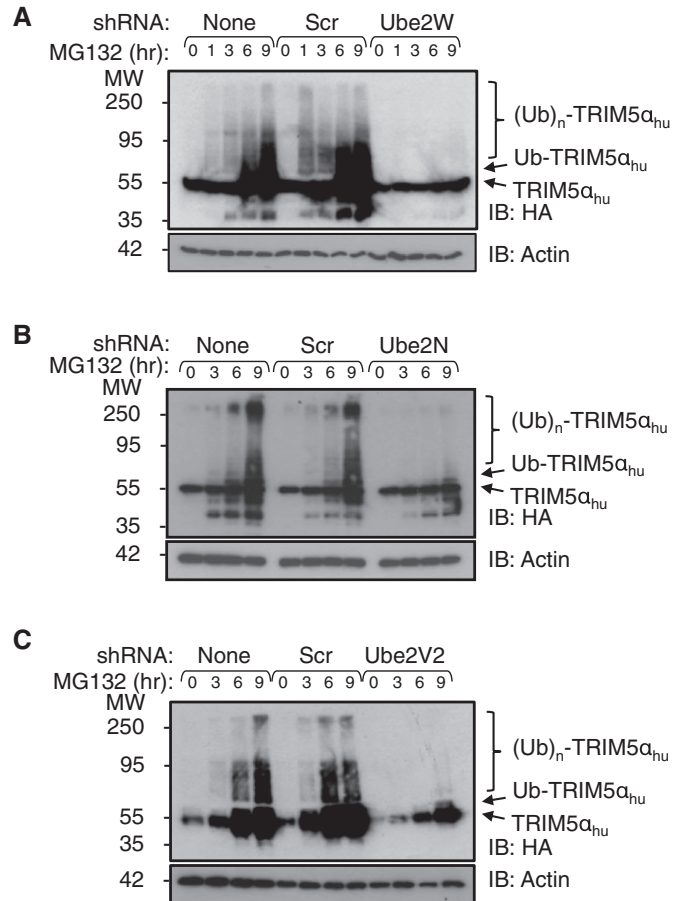 A
shRNA: None Scr Ube2W
MG132 (hr): 0 1 3 6 9 0 1 3 6 9 0 1 3 6 9
MW
250
95
55
35
42
(Ub)n-TRIM5αhu
Ub-TRIM5αhu
TRIM5αhu
IB: HA
IB: Actin
B
shRNA: None Scr Ube2N
MG132 (hr): 0 3 6 9 0 3 6 9 0 3 6 9
MW
250
95
55
35
42
(Ub)n-TRIM5αhu
Ub-TRIM5αhu
TRIM5αhu
IB: HA
IB: Actin
C
shRNA: None Scr Ube2V2
MG132 (hr): 0 3 6 9 0 3 6 9 0 3 6 9
MW
250
95
55
35
42
(Ub)n-TRIM5αhu
Ub-TRIM5αhu
TRIM5αhu
IB: HA
IB: Actin